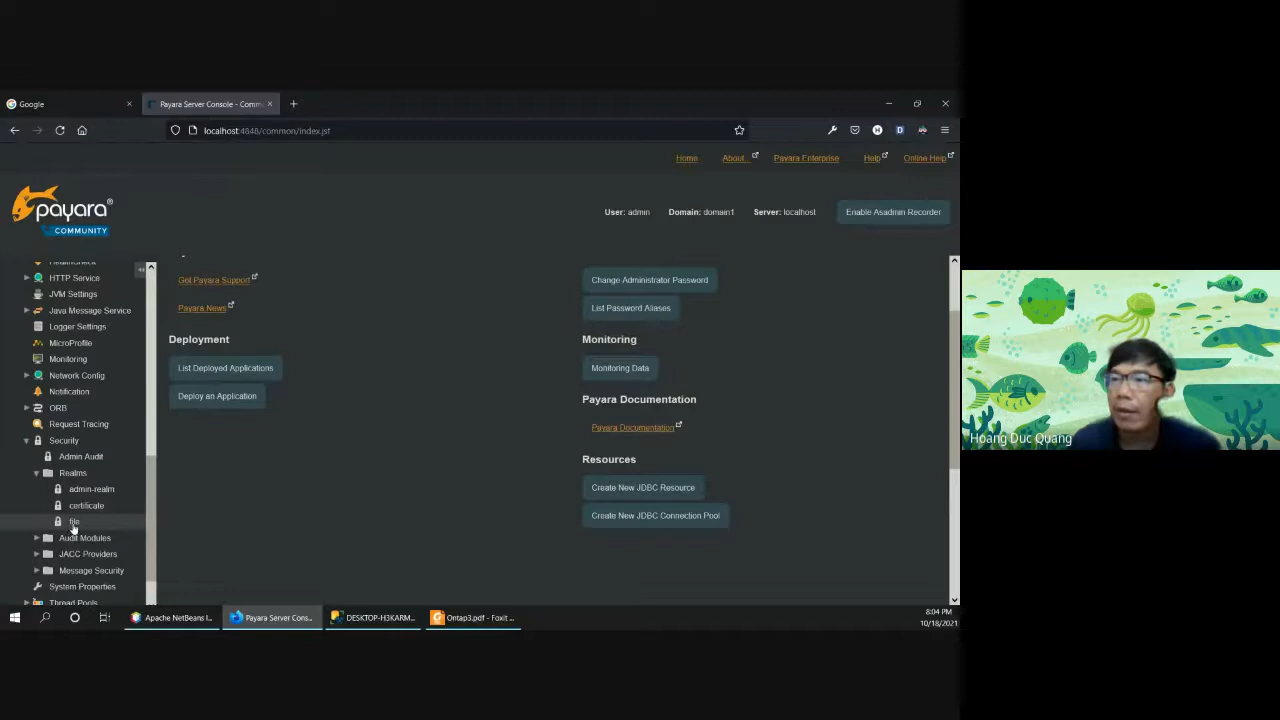 Google
Payara Server Console - Comm
localhost:4848/common/index.jsf
Home
About...
Payara Enterprise
Help
Online Help
payara®
COMMUNITY
User: admin
Domain: domain1
Server: localhost
Enable Asadmin Recorder
HTTP Service
JVM Settings
Java Message Service
Logger Settings
MicroProfile
Monitoring
Network Config
Notification
ORB
Request Tracing
Security
Admin Audit
Realms
admin-realm
certificate
file
Audit Modules
JACC Providers
Message Security
System Properties
Thread Pools
Get Payara Support
Payara News
Deployment
List Deployed Applications
Deploy an Application
Change Administrator Password
List Password Aliases
Monitoring
Monitoring Data
Payara Documentation
Payara Documentation
Resources
Create New JDBC Resource
Create New JDBC Connection Pool
Apache NetBeans I...
Payara Server Cons...
DESKTOP-H3KARM...
Ontap3.pdf - Foxit ...
8:04 PM
10/18/2021
Hoang Duc Quang